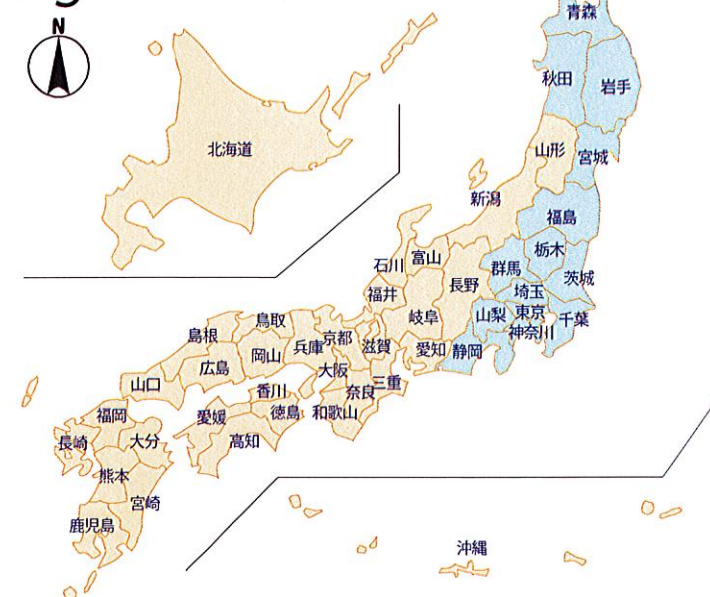 青森
N
秋田
岩手
北海道
山形
宮城
新潟
福島
栃木
石川
富山
群馬
茨城
長野
福井
埼玉
岐阜
山梨
東京
千葉
神奈川
鳥取
島根
京都
兵庫
滋賀
愛知
静岡
岡山
広島
大阪
山口
三重
香川
奈良
福岡
愛媛
徳島
和歌山
長崎
大分
高知
熊本
宮崎
鹿児島
沖縄